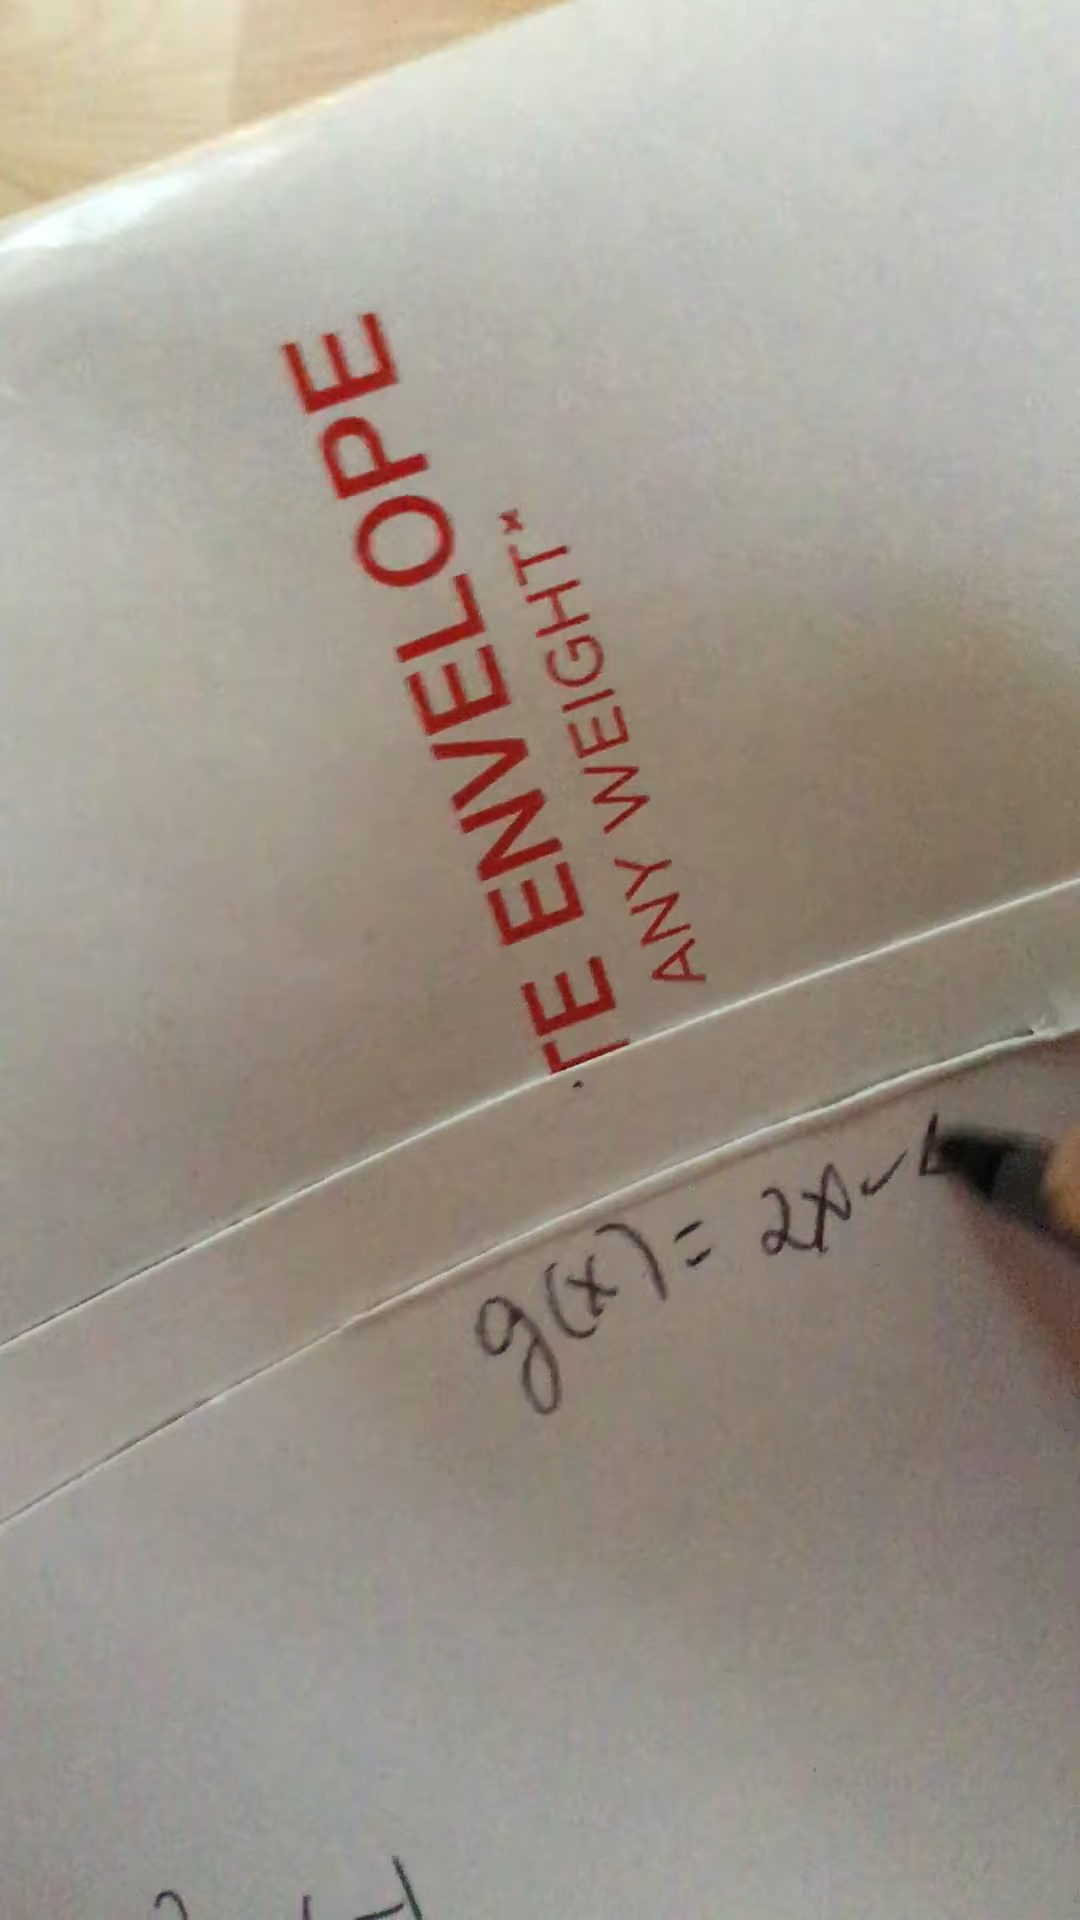 TE ENVELOPE
ANY WEIGHT*
g(x) = 2x -